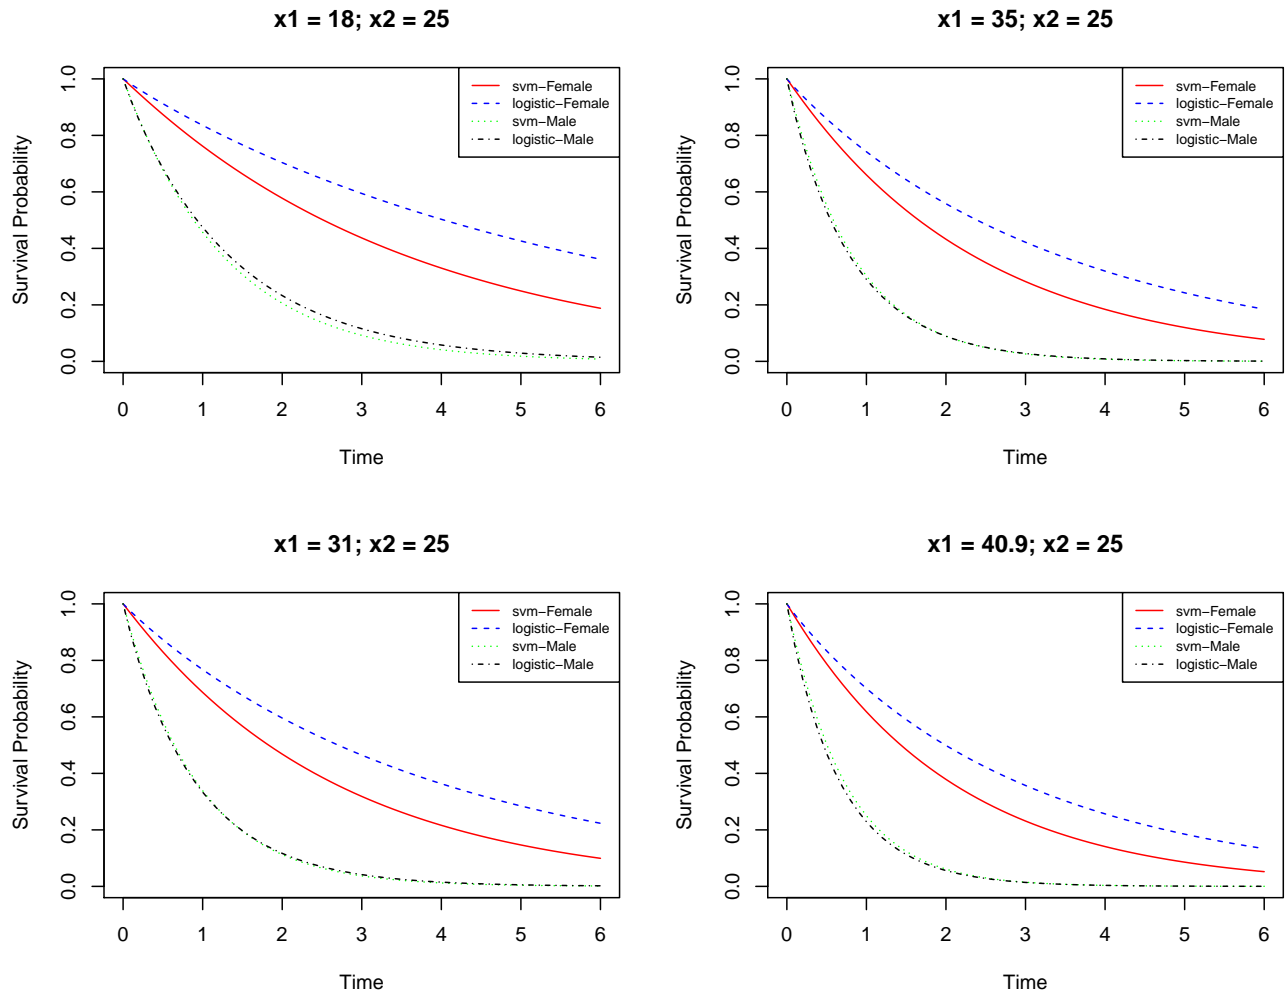 x1 = 18; x2 = 25
Survival Probability
1.0
0.8
0.6
0.4
0.2
0.0
svm−Female
logistic−Female
svm−Male
logistic−Male
0 1 2 3 4 5 6
Time
x1 = 35; x2 = 25
Survival Probability
1.0
0.8
0.6
0.4
0.2
0.0
svm−Female
logistic−Female
svm−Male
logistic−Male
0 1 2 3 4 5 6
Time
x1 = 31; x2 = 25
Survival Probability
1.0
0.8
0.6
0.4
0.2
0.0
svm−Female
logistic−Female
svm−Male
logistic−Male
0 1 2 3 4 5 6
Time
x1 = 40.9; x2 = 25
Survival Probability
1.0
0.8
0.6
0.4
0.2
0.0
svm−Female
logistic−Female
svm−Male
logistic−Male
0 1 2 3 4 5 6
Time